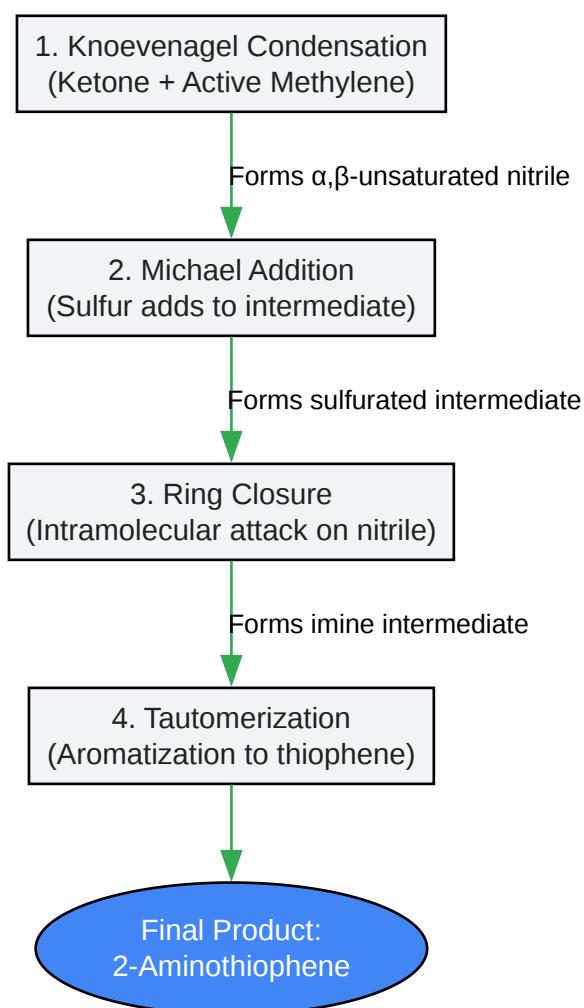 1. Knoevenagel Condensation
(Ketone + Active Methylene)
Forms α,β-unsaturated nitrile
2. Michael Addition
(Sulfur adds to intermediate)
Forms sulfurated intermediate
3. Ring Closure
(Intramolecular attack on nitrile)
Forms imine intermediate
4. Tautomerization
(Aromatization to thiophene)
Final Product:
2-Aminothiophene